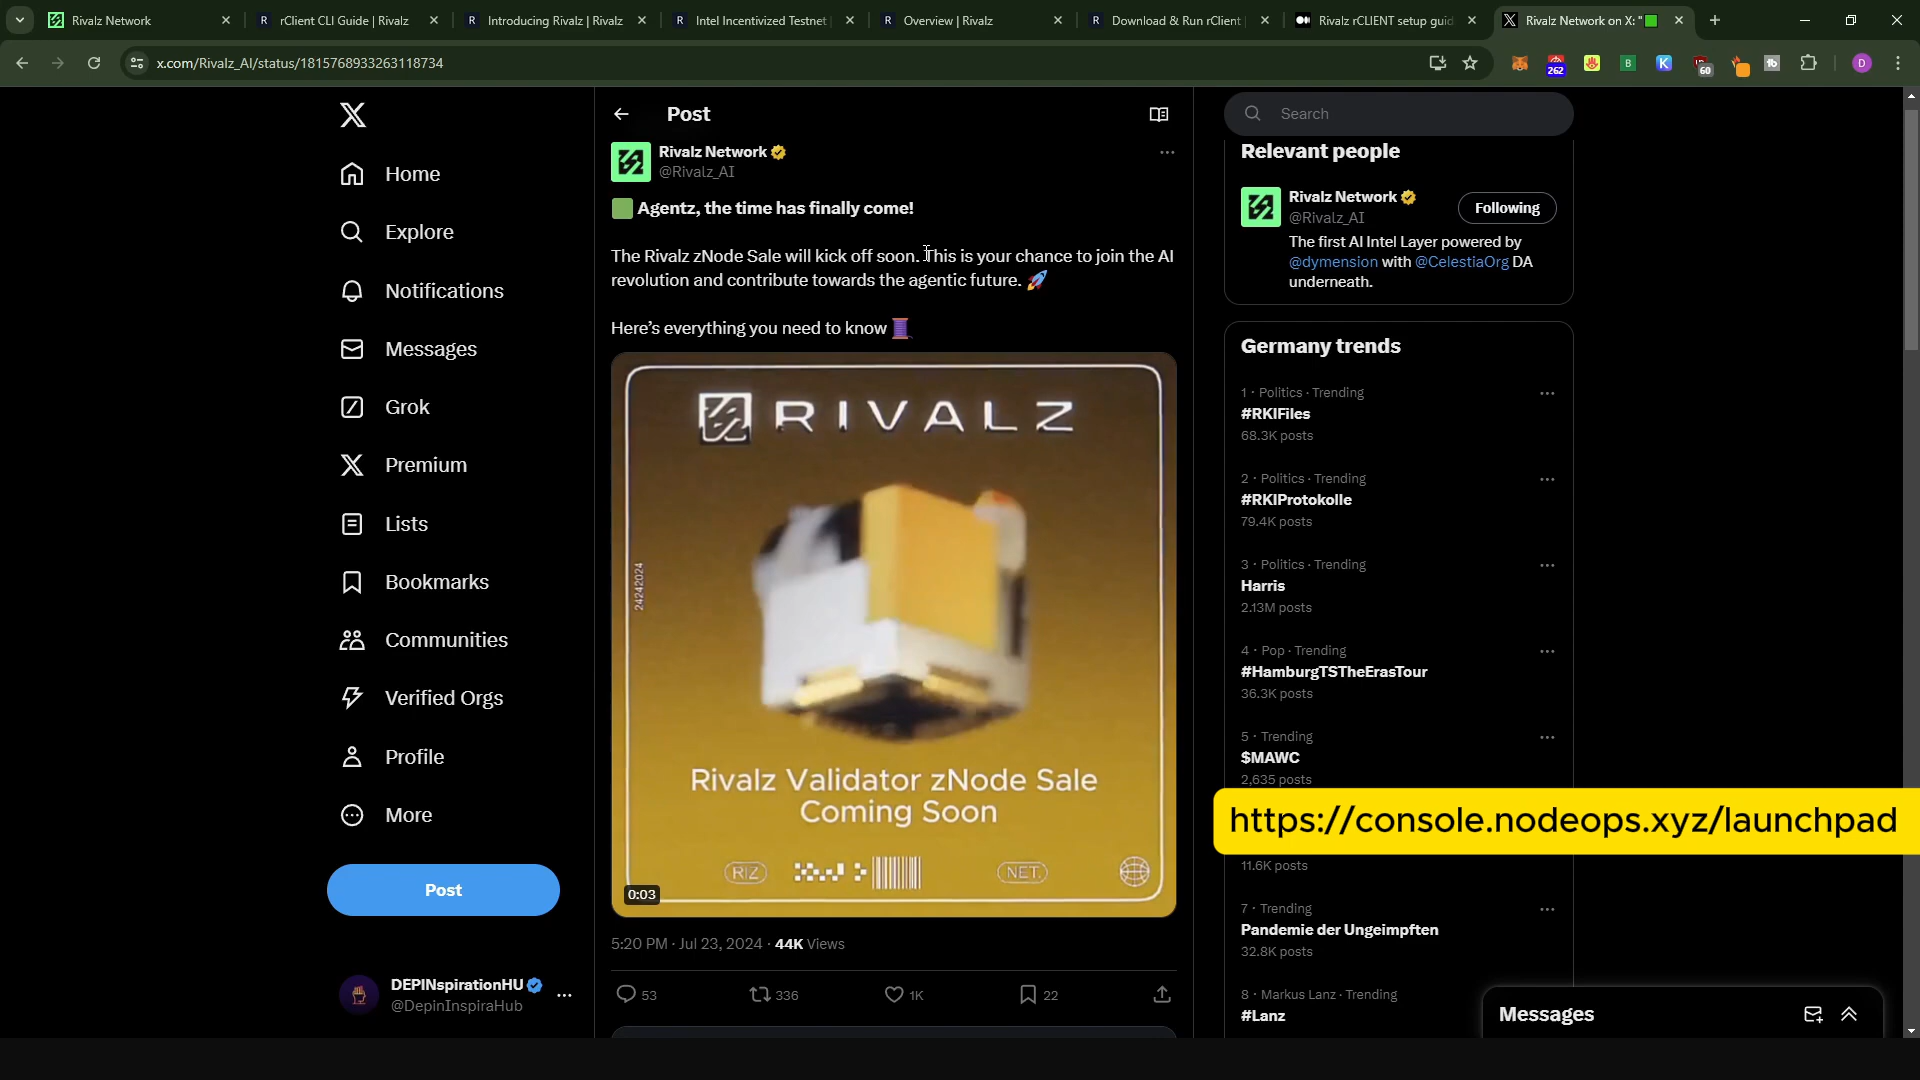 Rivalz Network
rClient CLI Guide | Rivalz
Introducing Rivalz | Rivalz
Intel Incentivized Testnet
Overview | Rivalz
Download & Run rClient
Rivalz rCLIENT setup guid
Rivalz Network on X: "
x.com/Rivalz_AI/status/1815768933263118734
262
B
K
60
tb
D
Home
Explore
Notifications
Messages
Grok
Premium
Lists
Bookmarks
Communities
Verified Orgs
Profile
More
Post
DEPINspirationHU
@DepinInspiraHub
Post
Rivalz Network
@Rivalz_AI
Agentz, the time has finally come!
The Rivalz zNode Sale will kick off soon. This is your chance to join the AI
revolution and contribute towards the agentic future. 🚀
Here’s everything you need to know 🧵
RIVALZ
24242024
Rivalz Validator zNode Sale
Coming Soon
RIZ
NET.
0:03
5:20 PM · Jul 23, 2024 · 44K Views
53
336
1K
22
Search
Relevant people
Rivalz Network
@Rivalz_AI
Following
The first AI Intel Layer powered by
@dymension with @CelestiaOrg DA
underneath.
Germany trends
1 · Politics · Trending
#RKIFiles
68.3K posts
2 · Politics · Trending
#RKIProtokolle
79.4K posts
3 · Politics · Trending
Harris
2.13M posts
4 · Pop · Trending
#HamburgTSTheErasTour
36.3K posts
5 · Trending
$MAWC
2,635 posts
https://console.nodeops.xyz/launchpad
11.6K posts
7 · Trending
Pandemie der Ungeimpften
32.8K posts
8 · Markus Lanz · Trending
#Lanz
Messages